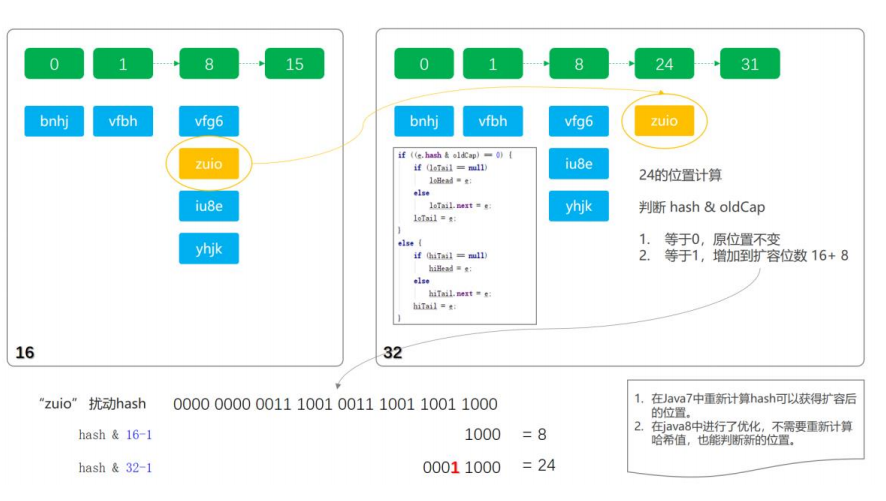 0 1 8 15
bnhj vfbh vfg6
zuio
iu8e
yhjk
16
0 1 8 24 31
bnhj vfbh vfg6 zuio
iu8e
yhjk
if ((e.hash & oldCap) == 0) {
if (loTail == null)
loHead = e;
else
loTail.next = e;
loTail = e;
}
else {
if (hiTail == null)
hiHead = e;
else
hiTail.next = e;
hiTail = e;
}
24的位置计算
判断 hash & oldCap
1. 等于0，原位置不变
2. 等于1，增加到扩容位数 16+ 8
32
“zuio” 扰动hash 0000 0000 0011 1001 0011 1001 1001 1000
hash & 16-1 1000 = 8
hash & 32-1 0001 1000 = 24
1. 在Java7中重新计算hash可以获得扩容后
的位置。
2. 在java8中进行了优化，不需要重新计算
哈希值，也能判断新的位置。